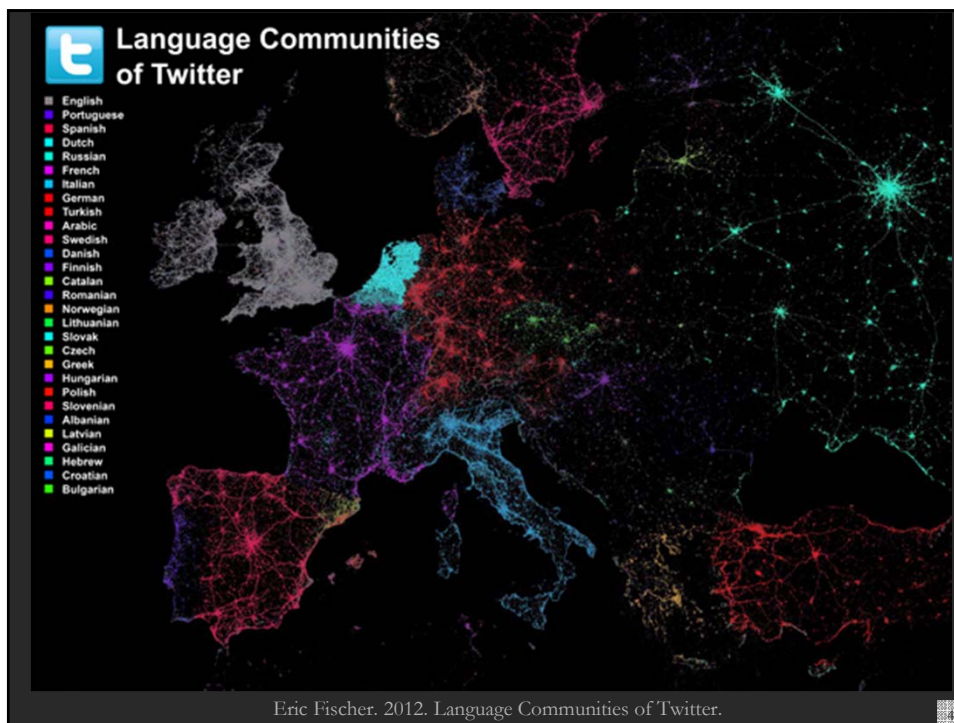 Language Communities
of Twitter
English
Portuguese
Spanish
Dutch
Russian
French
Italian
German
Turkish
Arabic
Swedish
Danish
Finnish
Catalan
Romanian
Norwegian
Lithuanian
Slovak
Czech
Greek
Hungarian
Polish
Slovenian
Albanian
Latvian
Galician
Hebrew
Croatian
Bulgarian
Eric Fischer. 2012. Language Communities of Twitter.